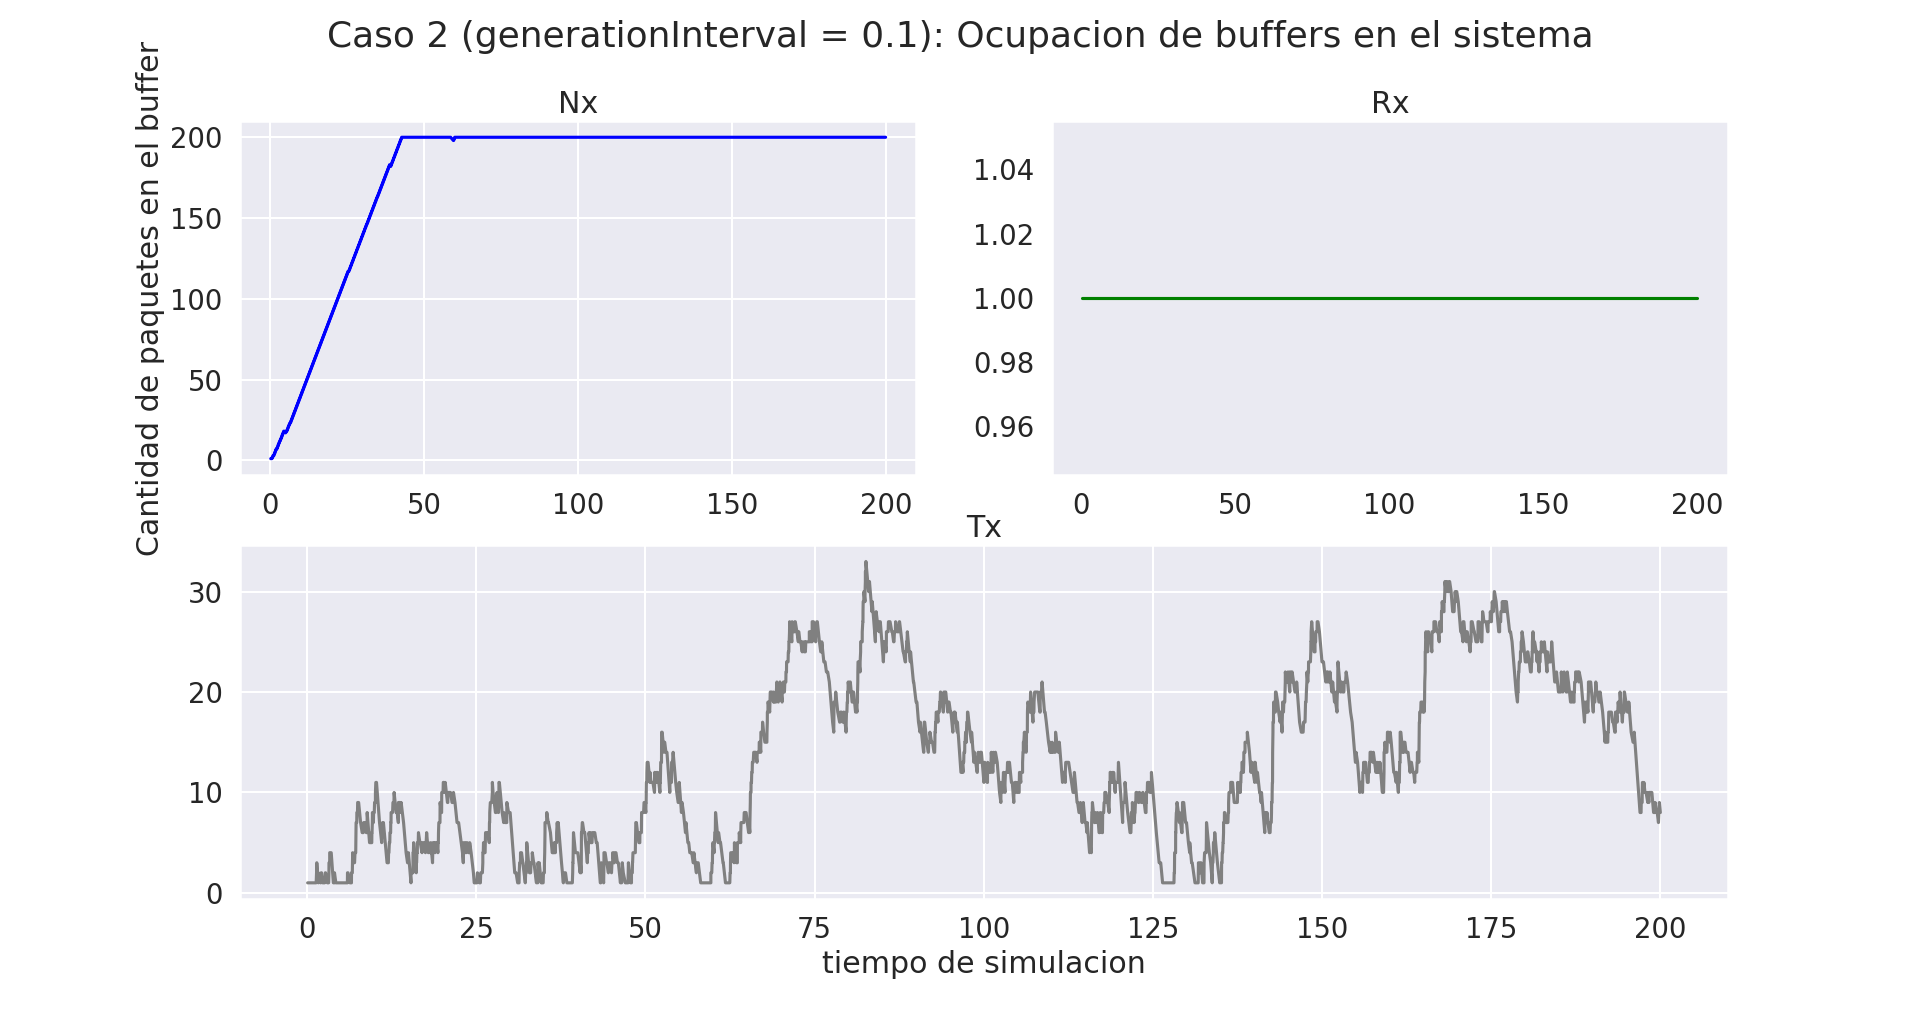 Caso 2 (generationInterval = 0.1): Ocupacion de buffers en el sistema
Cantidad de paquetes en el buffer
Nx
200
150
100
50
0
0 50 100 150 200
Rx
1.04
1.02
1.00
0.98
0.96
0 50 100 150 200
Tx
30
20
10
0
0 25 50 75 100 125 150 175 200
tiempo de simulacion